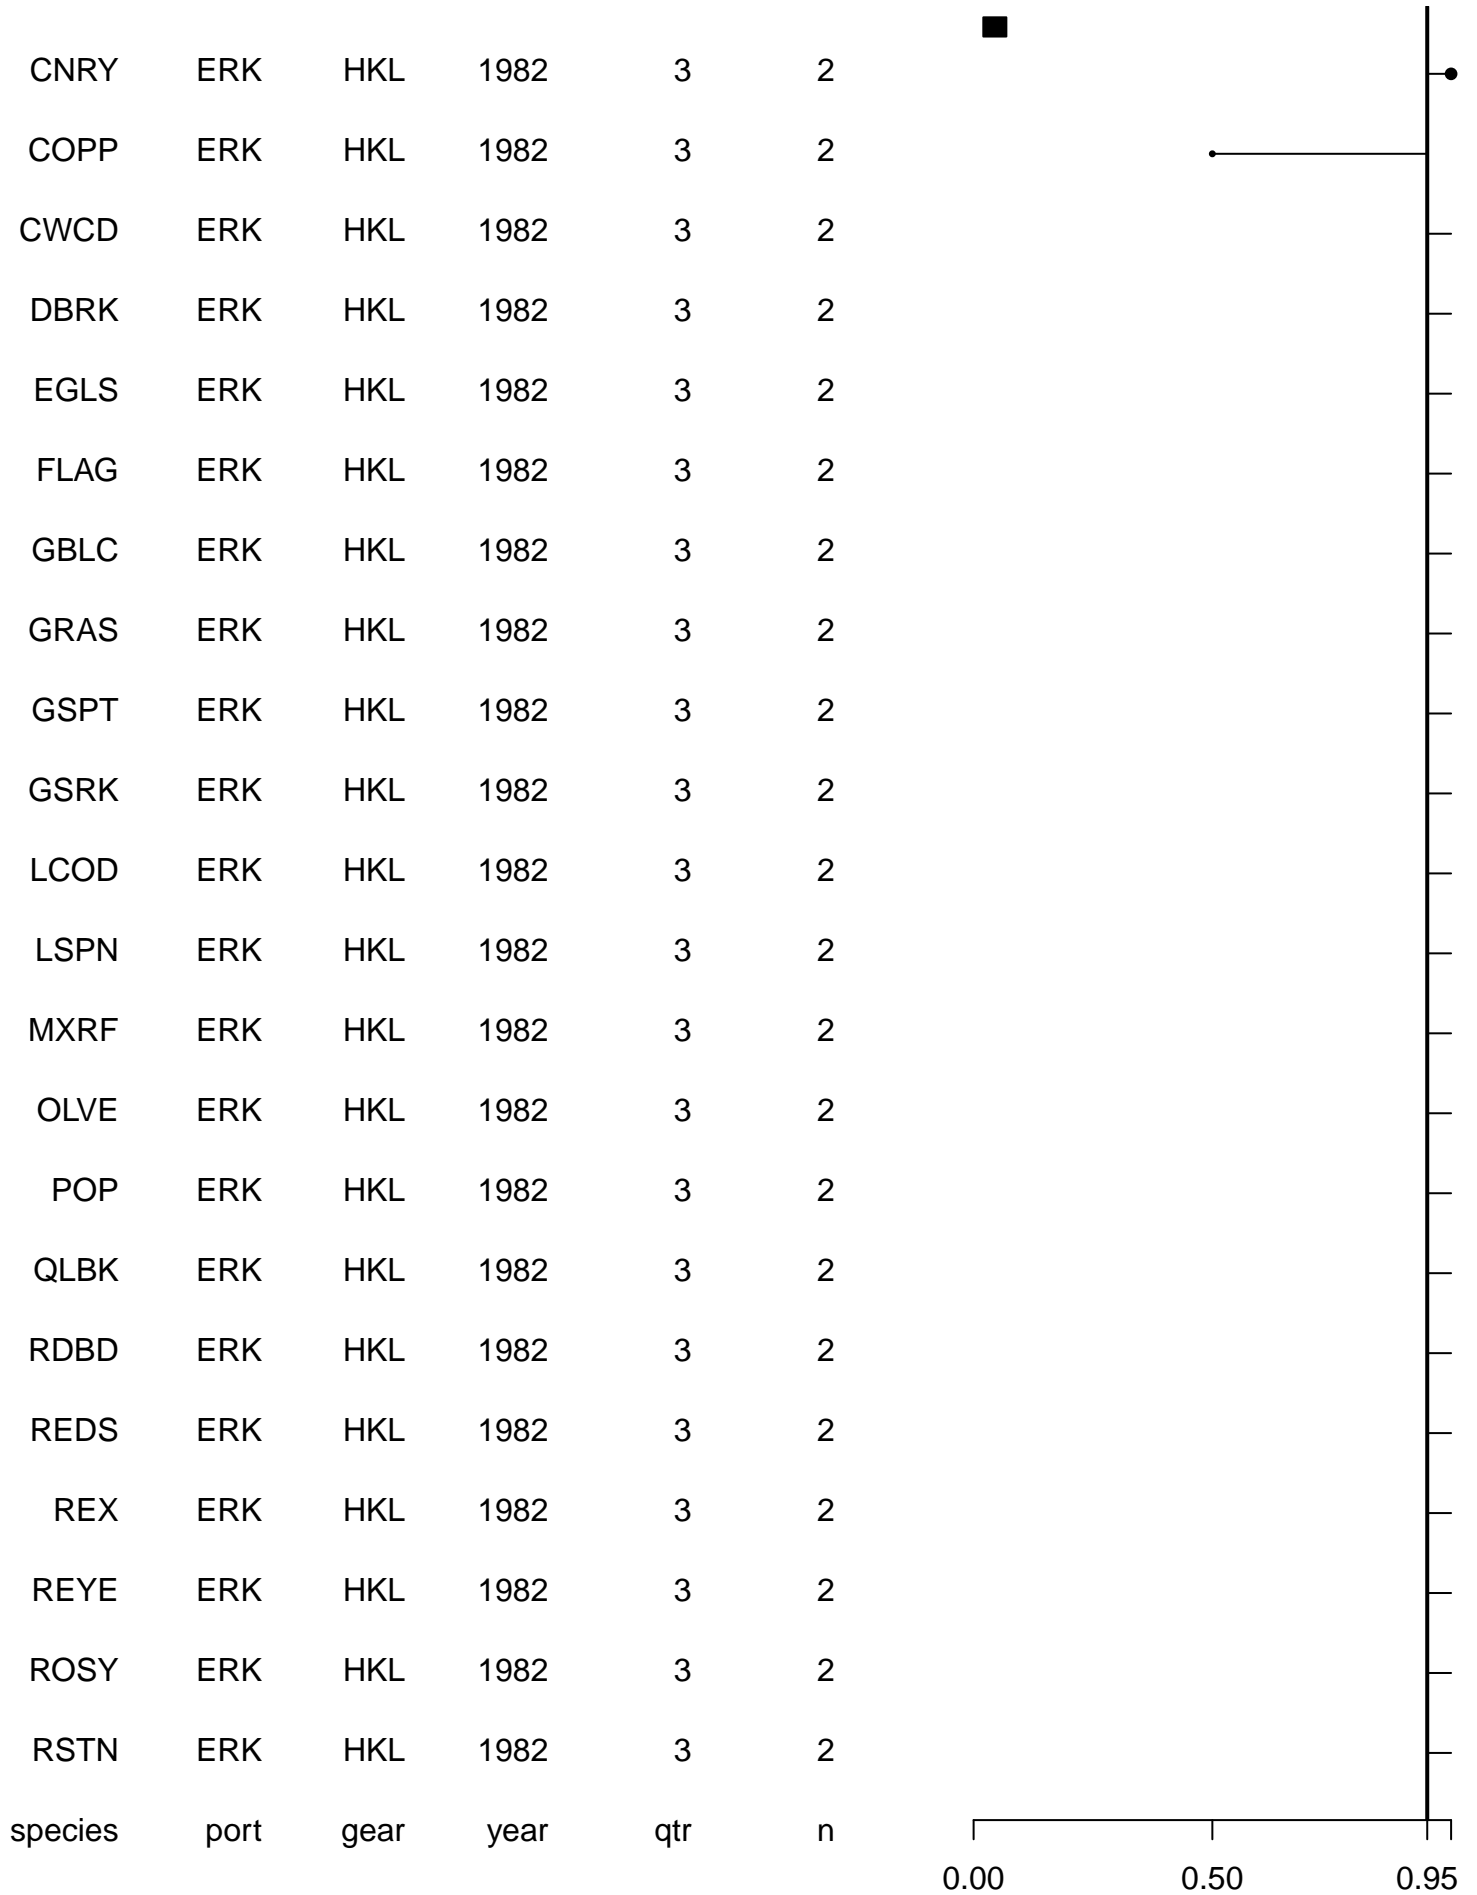 CNRY ERK HKL 1982 3 2
COPP ERK HKL 1982 3 2
CWCD ERK HKL 1982 3 2
DBRK ERK HKL 1982 3 2
EGLS ERK HKL 1982 3 2
FLAG ERK HKL 1982 3 2
GBLC ERK HKL 1982 3 2
GRAS ERK HKL 1982 3 2
GSPT ERK HKL 1982 3 2
GSRK ERK HKL 1982 3 2
LCOD ERK HKL 1982 3 2
LSPN ERK HKL 1982 3 2
MXRF ERK HKL 1982 3 2
OLVE ERK HKL 1982 3 2
POP ERK HKL 1982 3 2
QLBK ERK HKL 1982 3 2
RDBD ERK HKL 1982 3 2
REDS ERK HKL 1982 3 2
REX ERK HKL 1982 3 2
REYE ERK HKL 1982 3 2
ROSY ERK HKL 1982 3 2
RSTN ERK HKL 1982 3 2
species port gear year qtr n
0.00 0.50 0.95